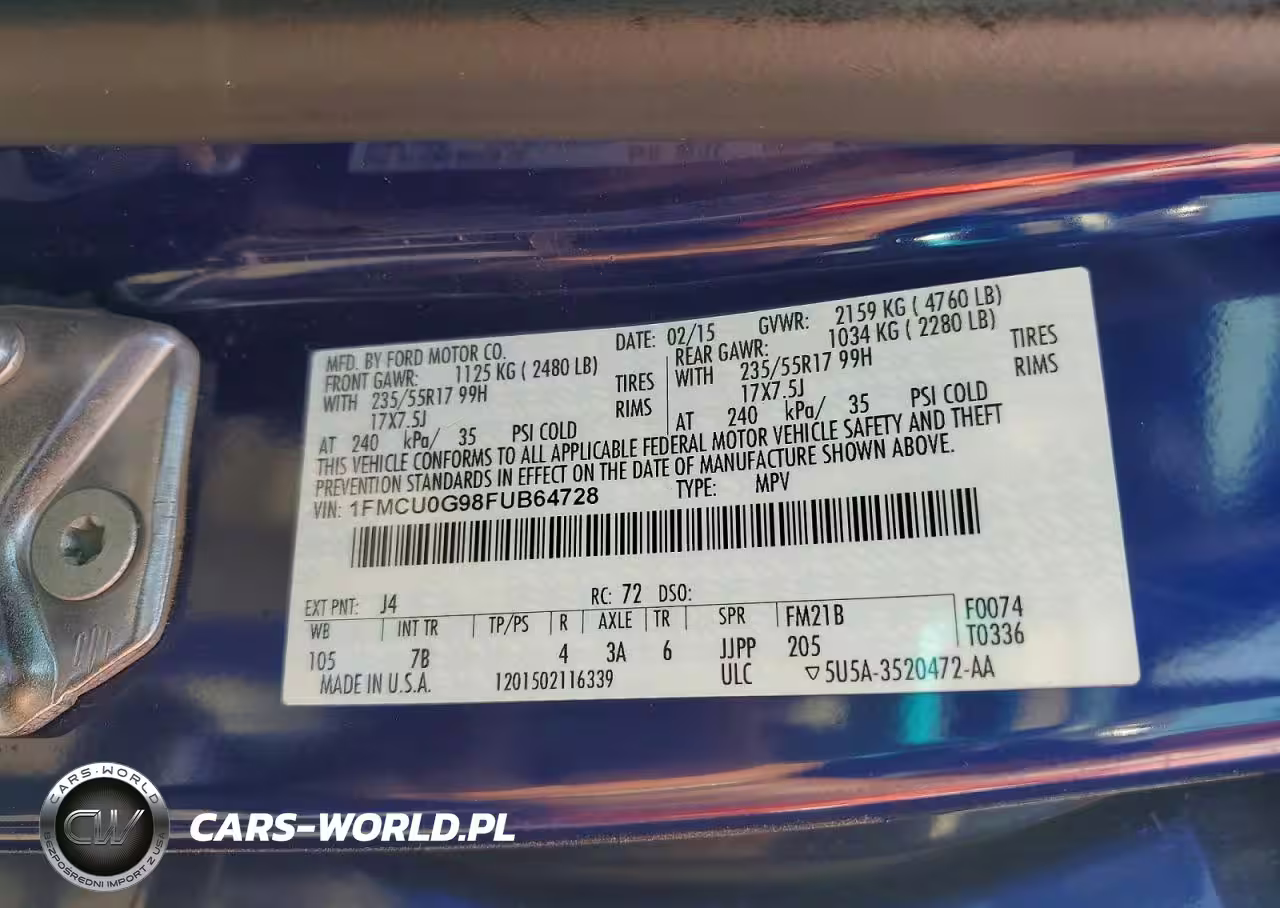 MFD. BY FORD MOTOR CO. DATE: 02/15 GVWR: 2159 KG ( 4760 LB)
FRONT GAWR: 1125 KG ( 2480 LB) REAR GAWR: 1034 KG ( 2280 LB)
WITH 235/55R17 99H TIRES WITH 235/55R17 99H TIRES
17X7.5J RIMS 17X7.5J RIMS
AT 240 kPa/ 35 PSI COLD AT 240 kPa/ 35 PSI COLD
THIS VEHICLE CONFORMS TO ALL APPLICABLE FEDERAL MOTOR VEHICLE SAFETY AND THEFT
PREVENTION STANDARDS IN EFFECT ON THE DATE OF MANUFACTURE SHOWN ABOVE.
VIN: 1FMCU0G98FUB64728 TYPE: MPV
EXT PNT: J4 RC: 72 DSO:
WB INT TR TP/PS R AXLE TR SPR FM21B F0074
105 7B 4 3A 6 JJPP 205 T0336
MADE IN U.S.A. 1201502116339 ULC ▽5U5A-3520472-AA
CARS-WORLD
CW
BEZPOŚREDNI IMPORT Z USA
CARS-WORLD.PL